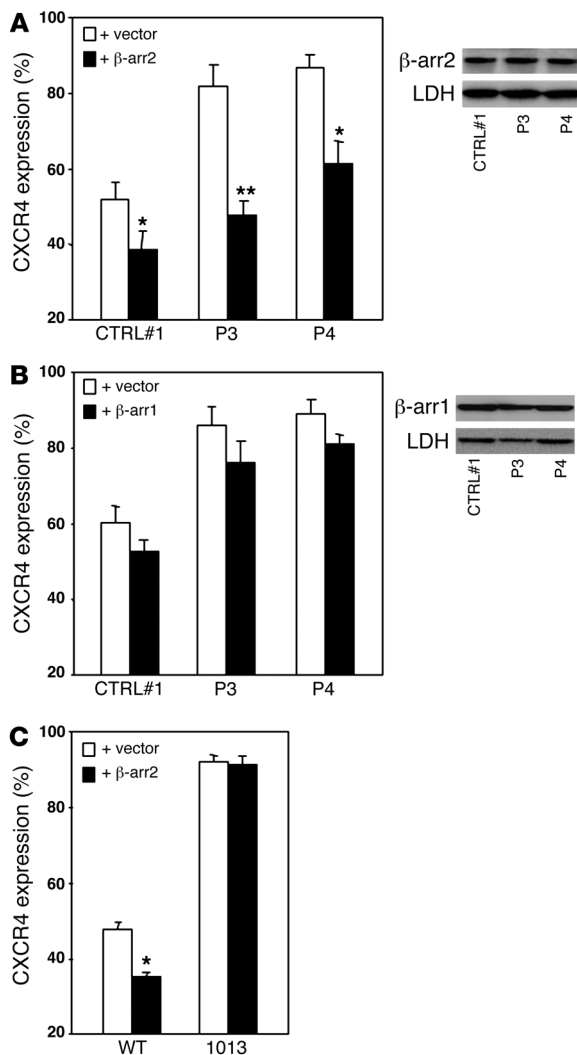 A
CXCR4 expression (%)
100
80
60
40
20
+ vector
+ β-arr2
*
**
*
CTRL#1 P3 P4
β-arr2
LDH
CTRL#1 P3 P4
B
CXCR4 expression (%)
100
80
60
40
20
+ vector
+ β-arr1
CTRL#1 P3 P4
β-arr1
LDH
CTRL#1 P3 P4
C
CXCR4 expression (%)
100
80
60
40
20
+ vector
+ β-arr2
*
WT 1013